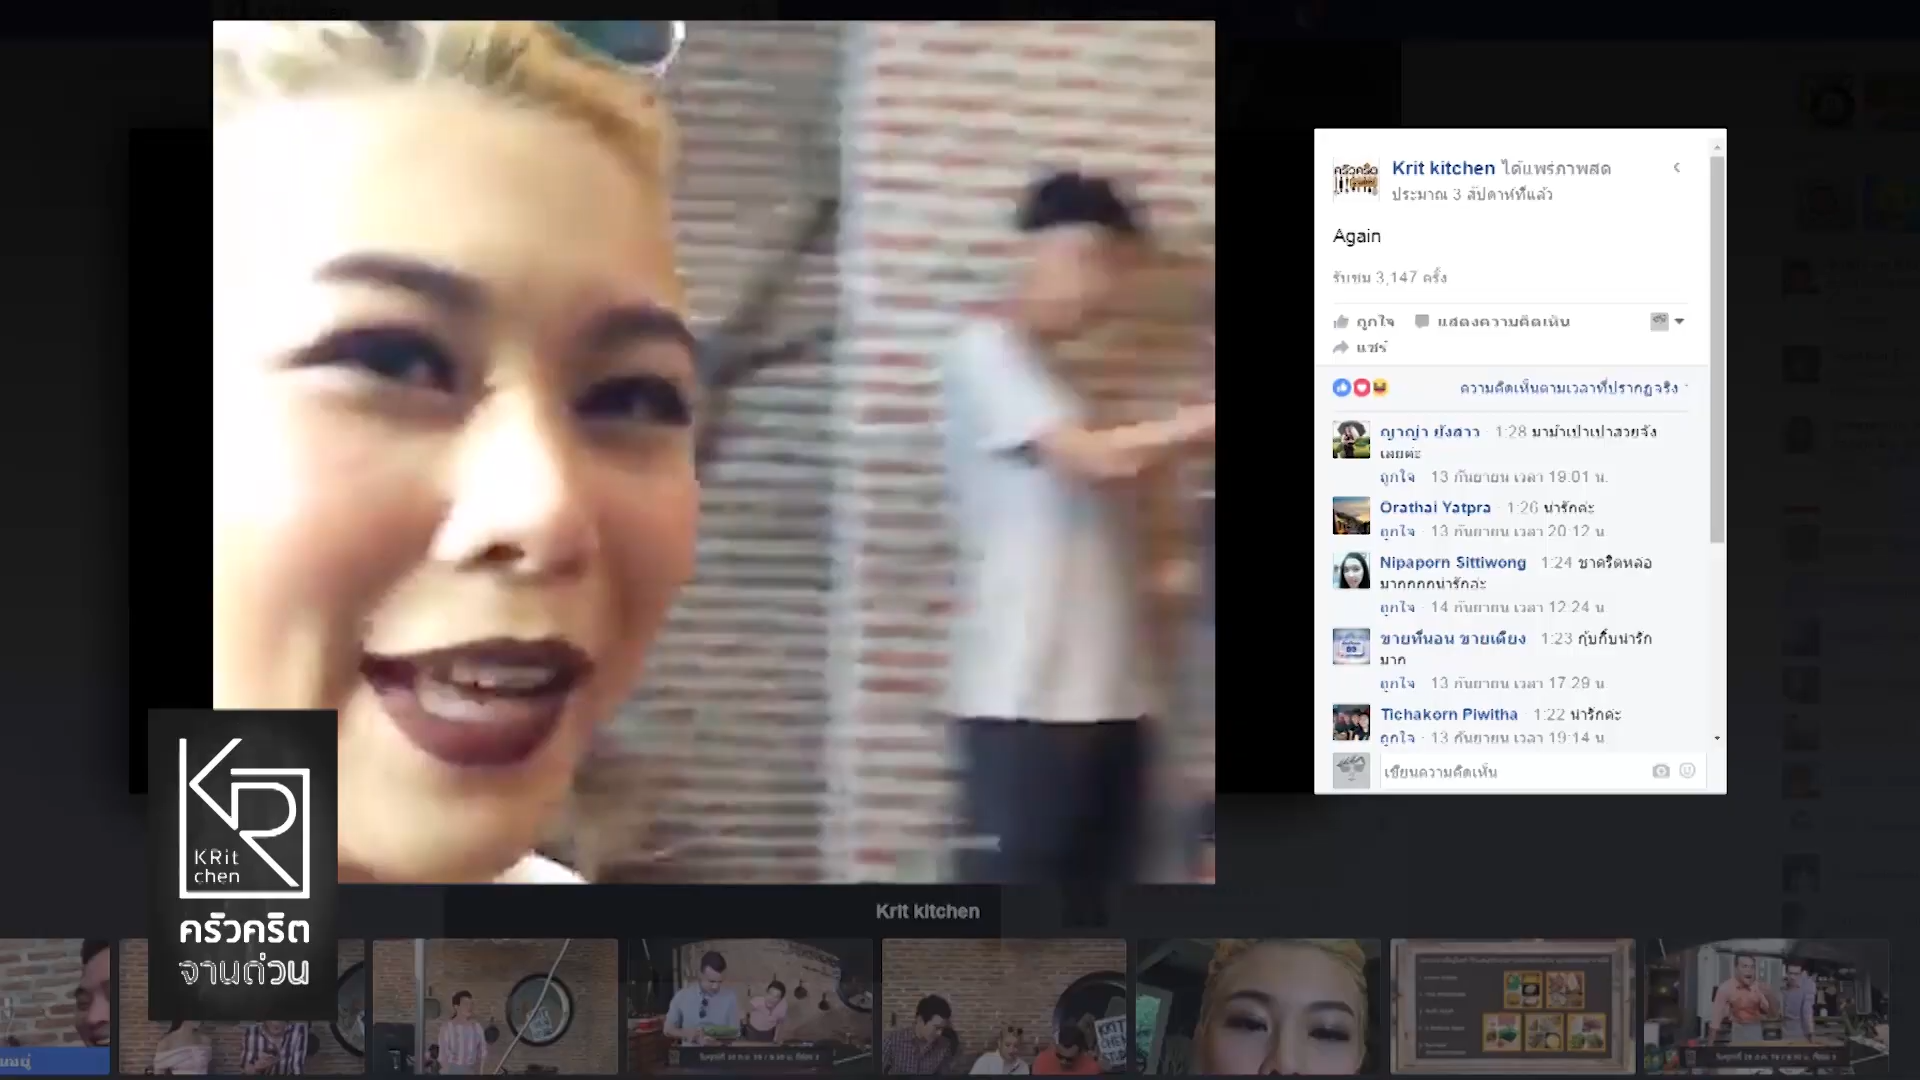 Krit kitchen ได้แพร่ภาพสด
ประมาณ 3 สัปดาห์ที่แล้ว
Again
รับชม 3,147 ครั้ง
ถูกใจ แสดงความคิดเห็น
แชร์
ความคิดเห็นตามเวลาที่ปรากฏจริง
ญาญ่า ยังสาว 1:28 มาม้าเปาเปาสวยจัง
เลยค่ะ
ถูกใจ · 13 กันยายน เวลา 19:01 น.
Orathai Yatpra · 1:26 น่ารักค่ะ
ถูกใจ · 13 กันยายน เวลา 20:12 น.
Nipaporn Sittiwong 1:24 ชาคริตหล่อ
มากกกกน่ารักอ่ะ
ถูกใจ · 14 กันยายน เวลา 12:24 น.
ขายที่นอน ขายเตียง 1:23 กุ๊บกิ๊บน่ารัก
มาก
ถูกใจ · 13 กันยายน เวลา 17:29 น.
Tichakorn Piwitha 1:22 น่ารักค่ะ
ถูกใจ · 13 กันยายน เวลา 19:14 น.
เขียนความคิดเห็น
KR
KRit
chen
ครัวคริต
จานด่วน
Krit kitchen